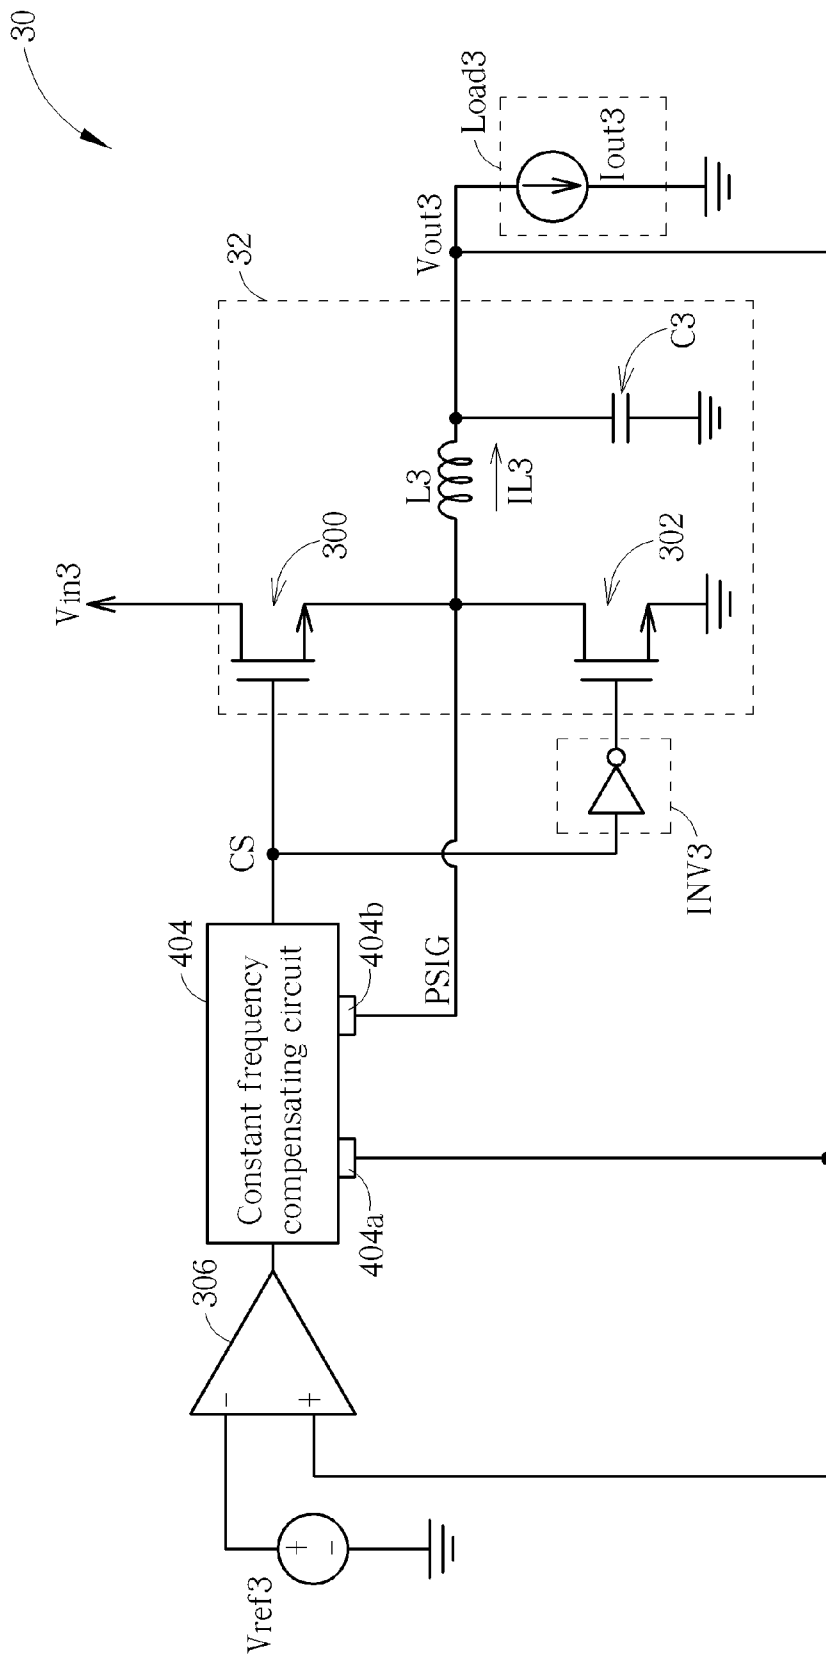 30
Vin3
32
Load3
Vout3
Iout3
300
L3
IL3
C3
302
CS
INV3
404
Constant frequency
compensating circuit
404a
404b
PSIG
306
-
+
Vref3
+
-